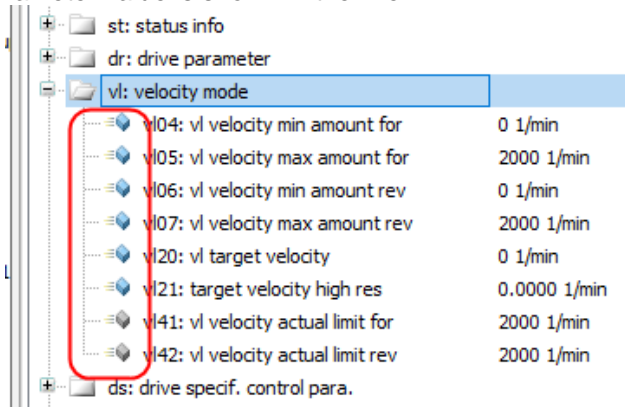 st: status info
dr: drive parameter
vl: velocity mode
vl04: vl velocity min amount for 0 1/min
vl05: vl velocity max amount for 2000 1/min
vl06: vl velocity min amount rev 0 1/min
vl07: vl velocity max amount rev 2000 1/min
vl20: vl target velocity 0 1/min
vl21: target velocity high res 0.0000 1/min
vl41: vl velocity actual limit for 2000 1/min
vl42: vl velocity actual limit rev 2000 1/min
ds: drive specif. control para.